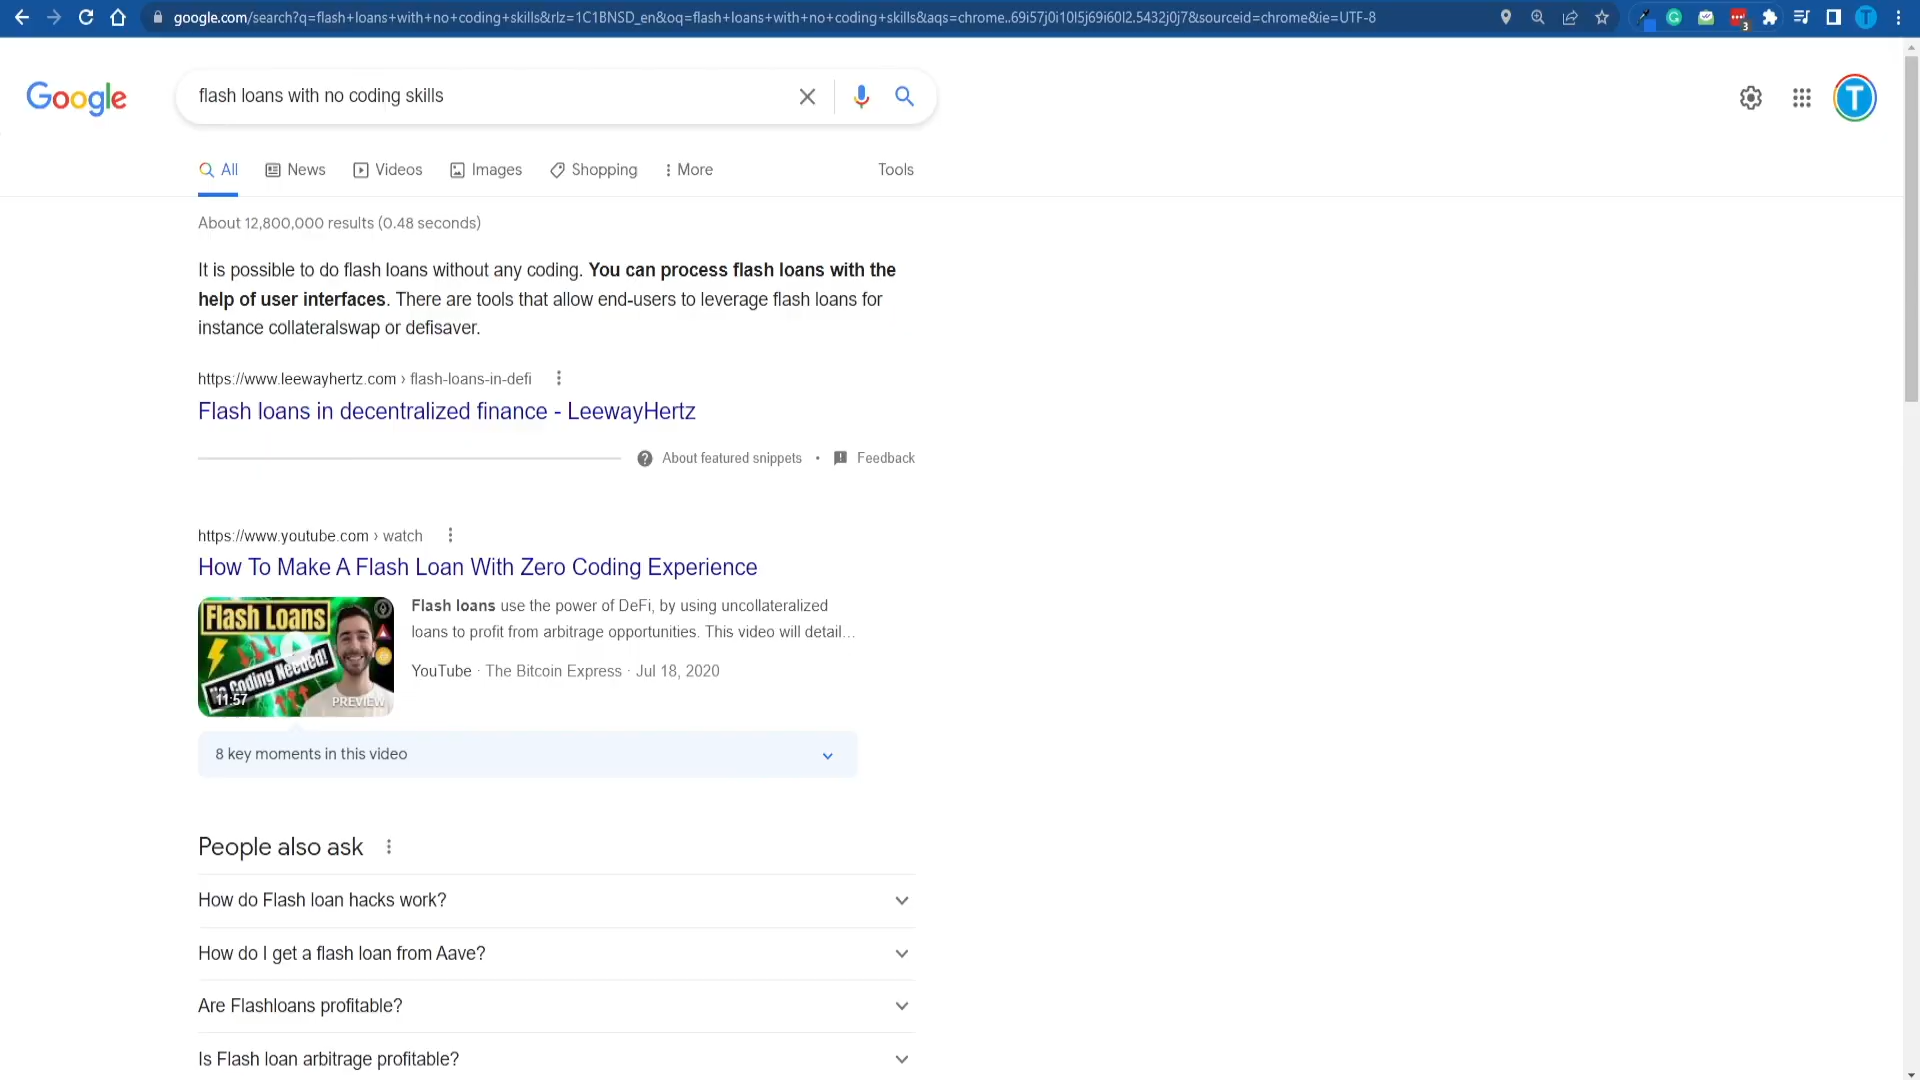 google.com/search?q=flash+loans+with+no+coding+skills&rlz=1C1BNSD_en&oq=flash+loans+with+no+coding+skills&aqs=chrome..69i57j0i10l5j69i60l2.5432j0j7&sourceid=chrome&ie=UTF-8
3
T
Google
flash loans with no coding skills
T
All
News
Videos
Images
Shopping
More
Tools
About 12,800,000 results (0.48 seconds)
It is possible to do flash loans without any coding. You can process flash loans with the
help of user interfaces. There are tools that allow end-users to leverage flash loans for
instance collateralswap or defisaver.
https://www.leewayhertz.com › flash-loans-in-defi
Flash loans in decentralized finance - LeewayHertz
About featured snippets • Feedback
https://www.youtube.com › watch
How To Make A Flash Loan With Zero Coding Experience
Flash Loans
No Coding Needed!
11:57
PREVIEW
Flash loans use the power of DeFi, by using uncollateralized
loans to profit from arbitrage opportunities. This video will detail...
YouTube · The Bitcoin Express · Jul 18, 2020
8 key moments in this video
People also ask
How do Flash loan hacks work?
How do I get a flash loan from Aave?
Are Flashloans profitable?
Is Flash loan arbitrage profitable?